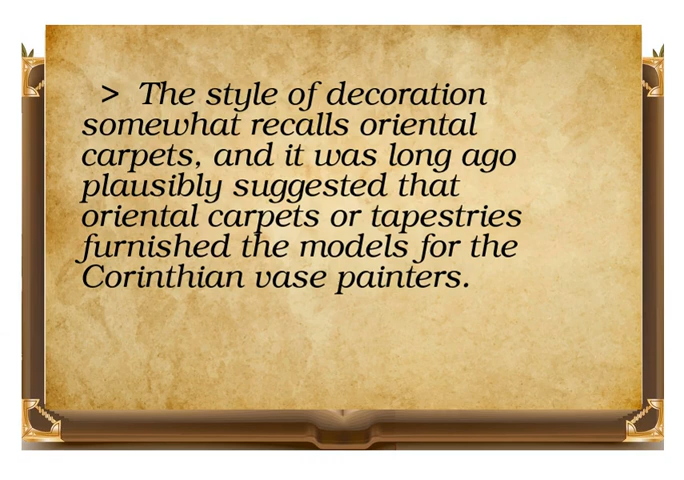 > The style of decoration
somewhat recalls oriental
carpets, and it was long ago
plausibly suggested that
oriental carpets or tapestries
furnished the models for the
Corinthian vase painters.